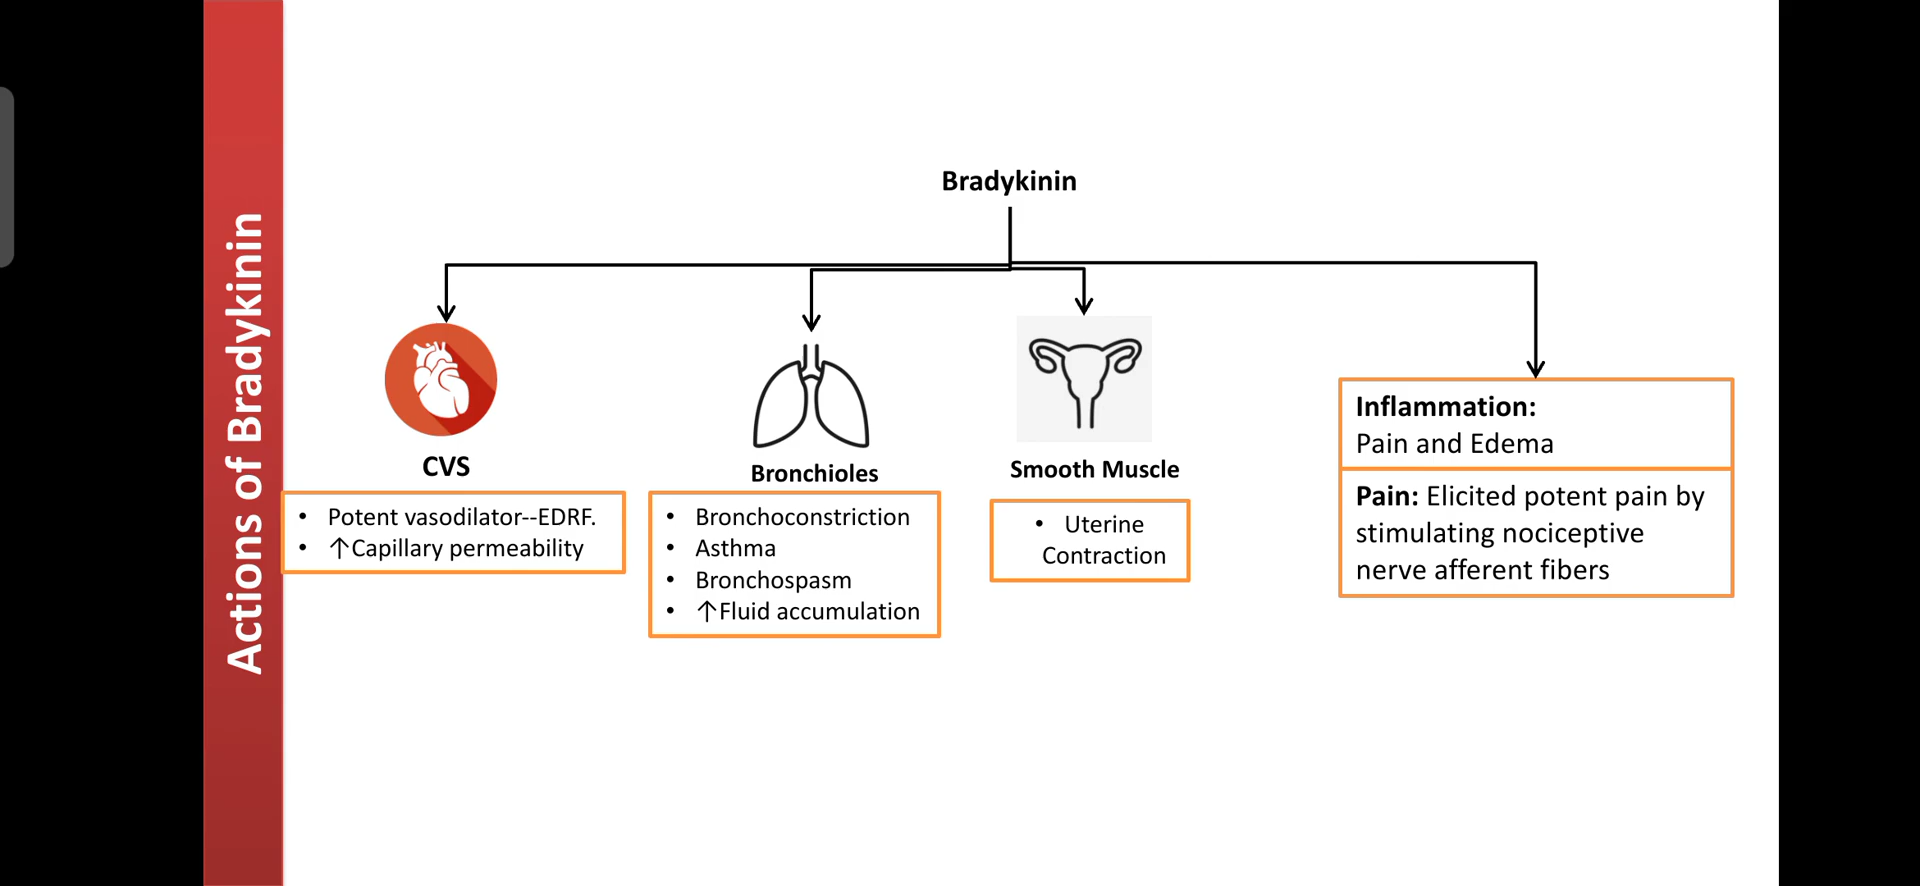 Actions of Bradykinin
Bradykinin
CVS
• Potent vasodilator--EDRF.
• ↑Capillary permeability
Bronchioles
• Bronchoconstriction
• Asthma
• Bronchospasm
• ↑Fluid accumulation
Smooth Muscle
• Uterine
Contraction
Inflammation:
Pain and Edema
Pain: Elicited potent pain by
stimulating nociceptive
nerve afferent fibers